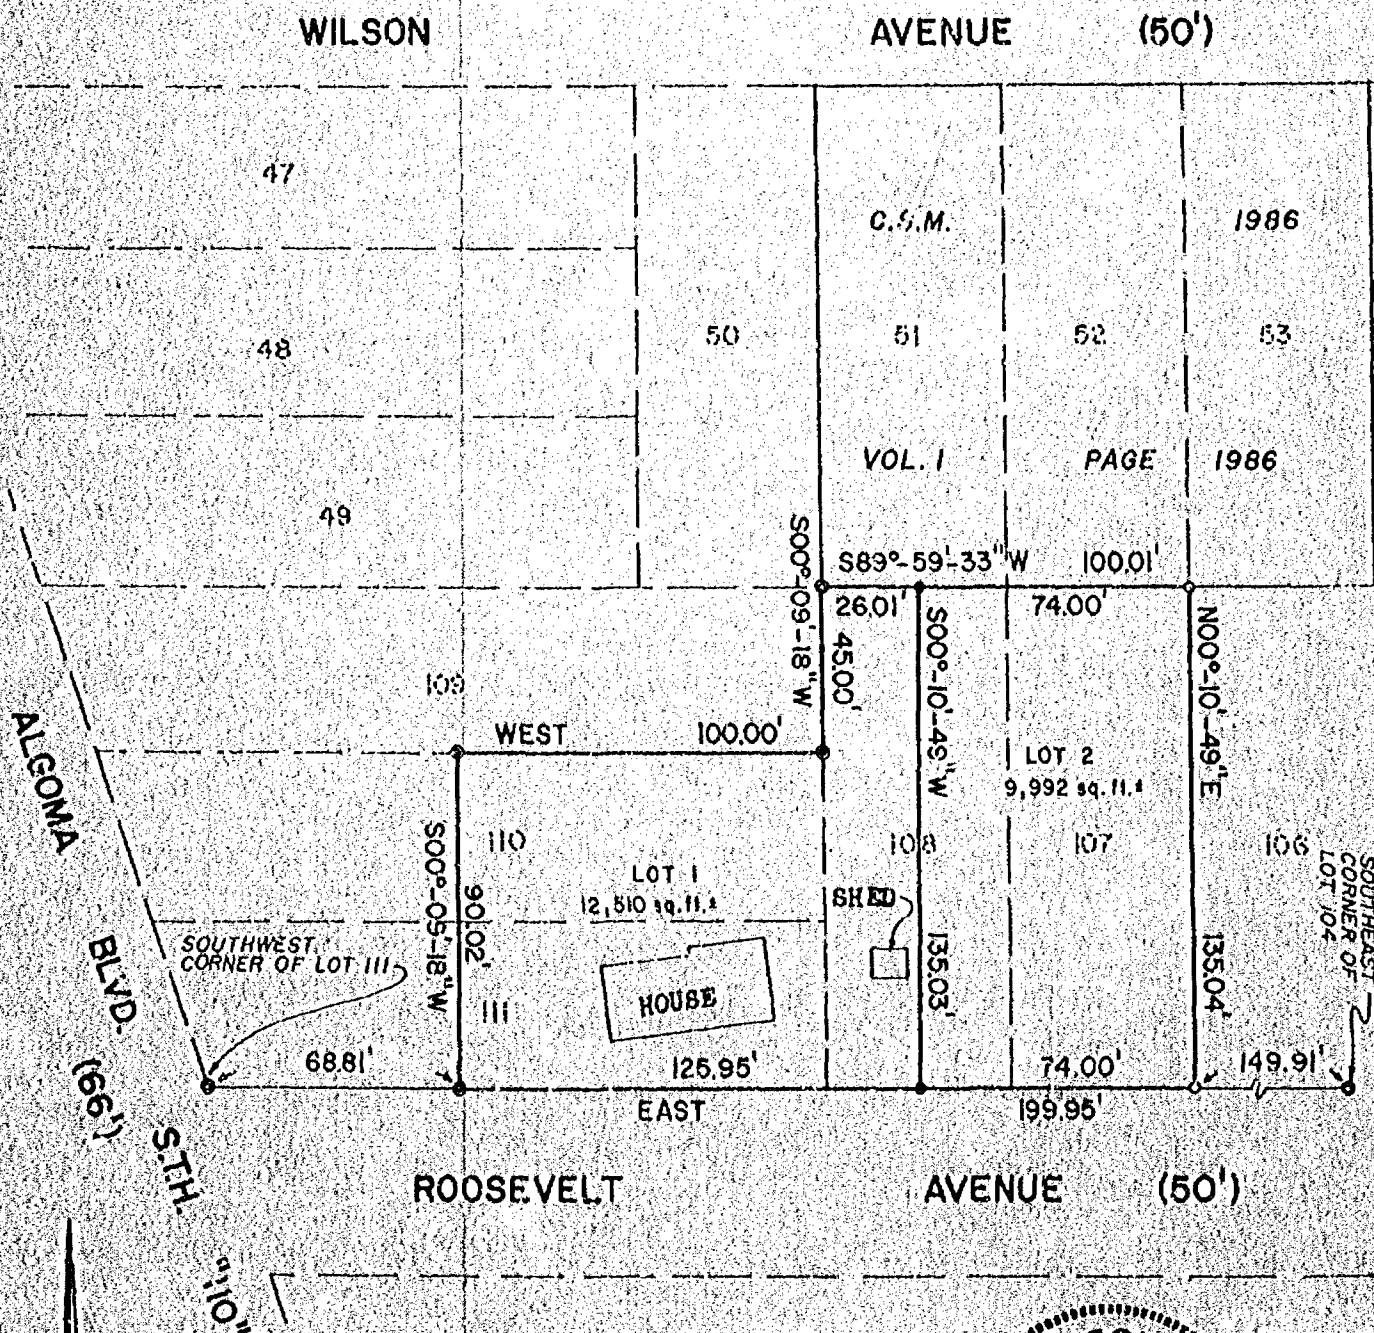 WILSON AVENUE (50')
47
C.S.M. 1986
48
50 51 52 53
VOL. 1 PAGE 1986
49
S89°-59'-33"W 100.01'
26.01' 74.00'
S00°-09'-18"W
45.00'
S00°-10'-49"W
N00°-10'-49"E
109
WEST 100.00'
LOT 2
9,992 sq.ft.±
ALGOMA BLVD. (66')
S.T.H. "110"
110
108 107 106
S00°-09'-18"W
90.02'
LOT 1
12,510 sq.ft.±
SHED
SOUTHEAST
CORNER OF
LOT 104
SOUTHWEST
CORNER OF LOT 111
135.03'
135.04'
HOUSE
111
68.81' 125.95' 74.00' 149.91'
EAST 199.95'
ROOSEVELT AVENUE (50')